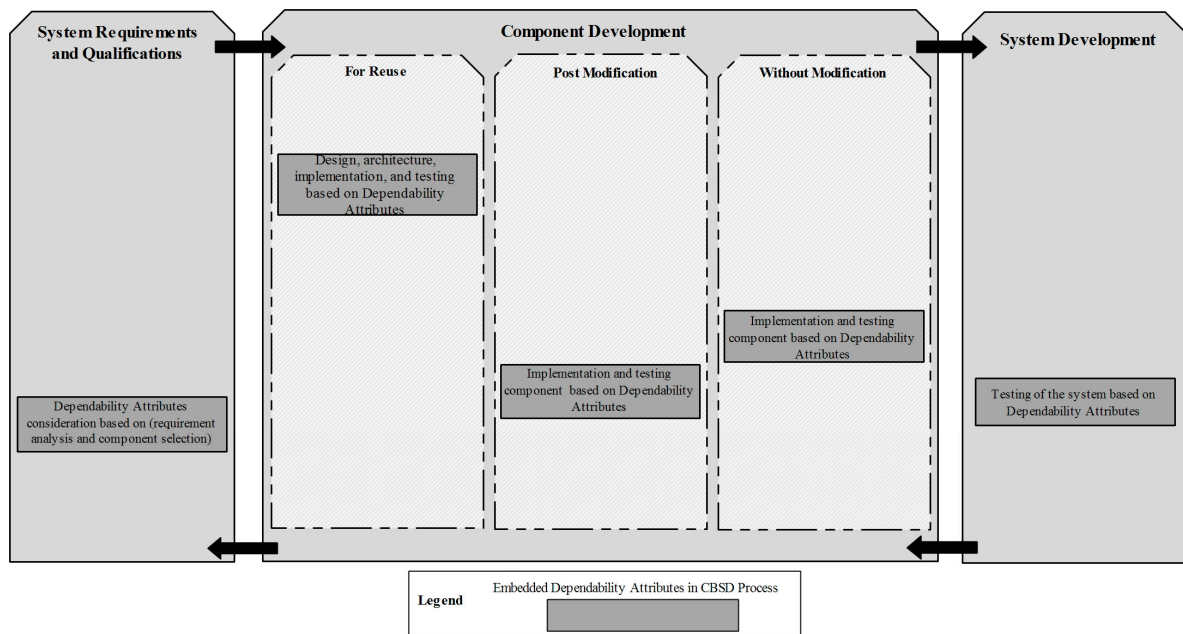 System Requirements
and Qualifications
Component Development
System Development
For Reuse
Post Modification
Without Modification
Design, architecture,
implementation, and testing
based on Dependability
Attributes
Implementation and testing
component based on Dependability
Attributes
Implementation and testing
component based on Dependability
Attributes
Dependability Attributes
consideration based on (requirement
analysis and component selection)
Testing of the system based on
Dependability Attributes
Legend
Embedded Dependability Attributes in CBSD Process